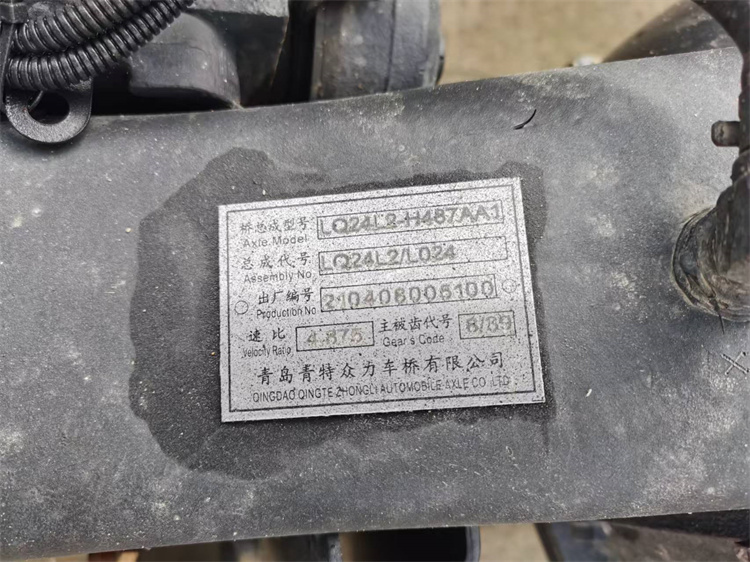 桥总成型号 LQ24L2-H487AA1
Axle.Model.
总成代号 LQ24L2/L024
Assembly No.
出厂编号 210406006100
Production No
速比 4.875 主被齿代号 8/39
Velocity Ratio Gear's Code
青岛青特众力车桥有限公司
QINGDAO QINGTE ZHONGLI AUTOMOBILE AXLE CO.,LTD